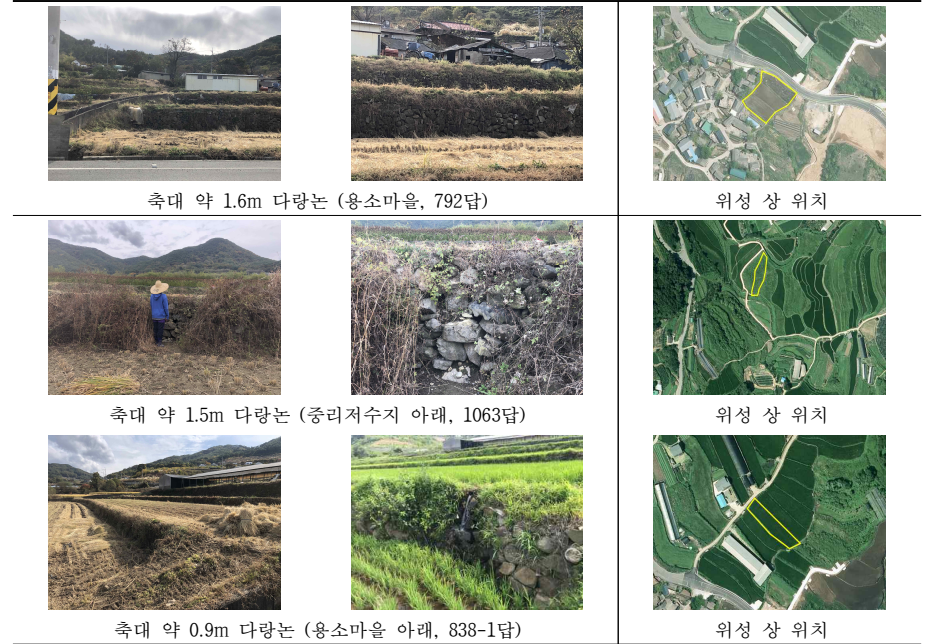 축대 약 1.6m 다랑논 (용소마을, 792답)
위성 상 위치
축대 약 1.5m 다랑논 (중리저수지 아래, 1063답)
위성 상 위치
축대 약 0.9m 다랑논 (용소마을 아래, 838-1답)
위성 상 위치